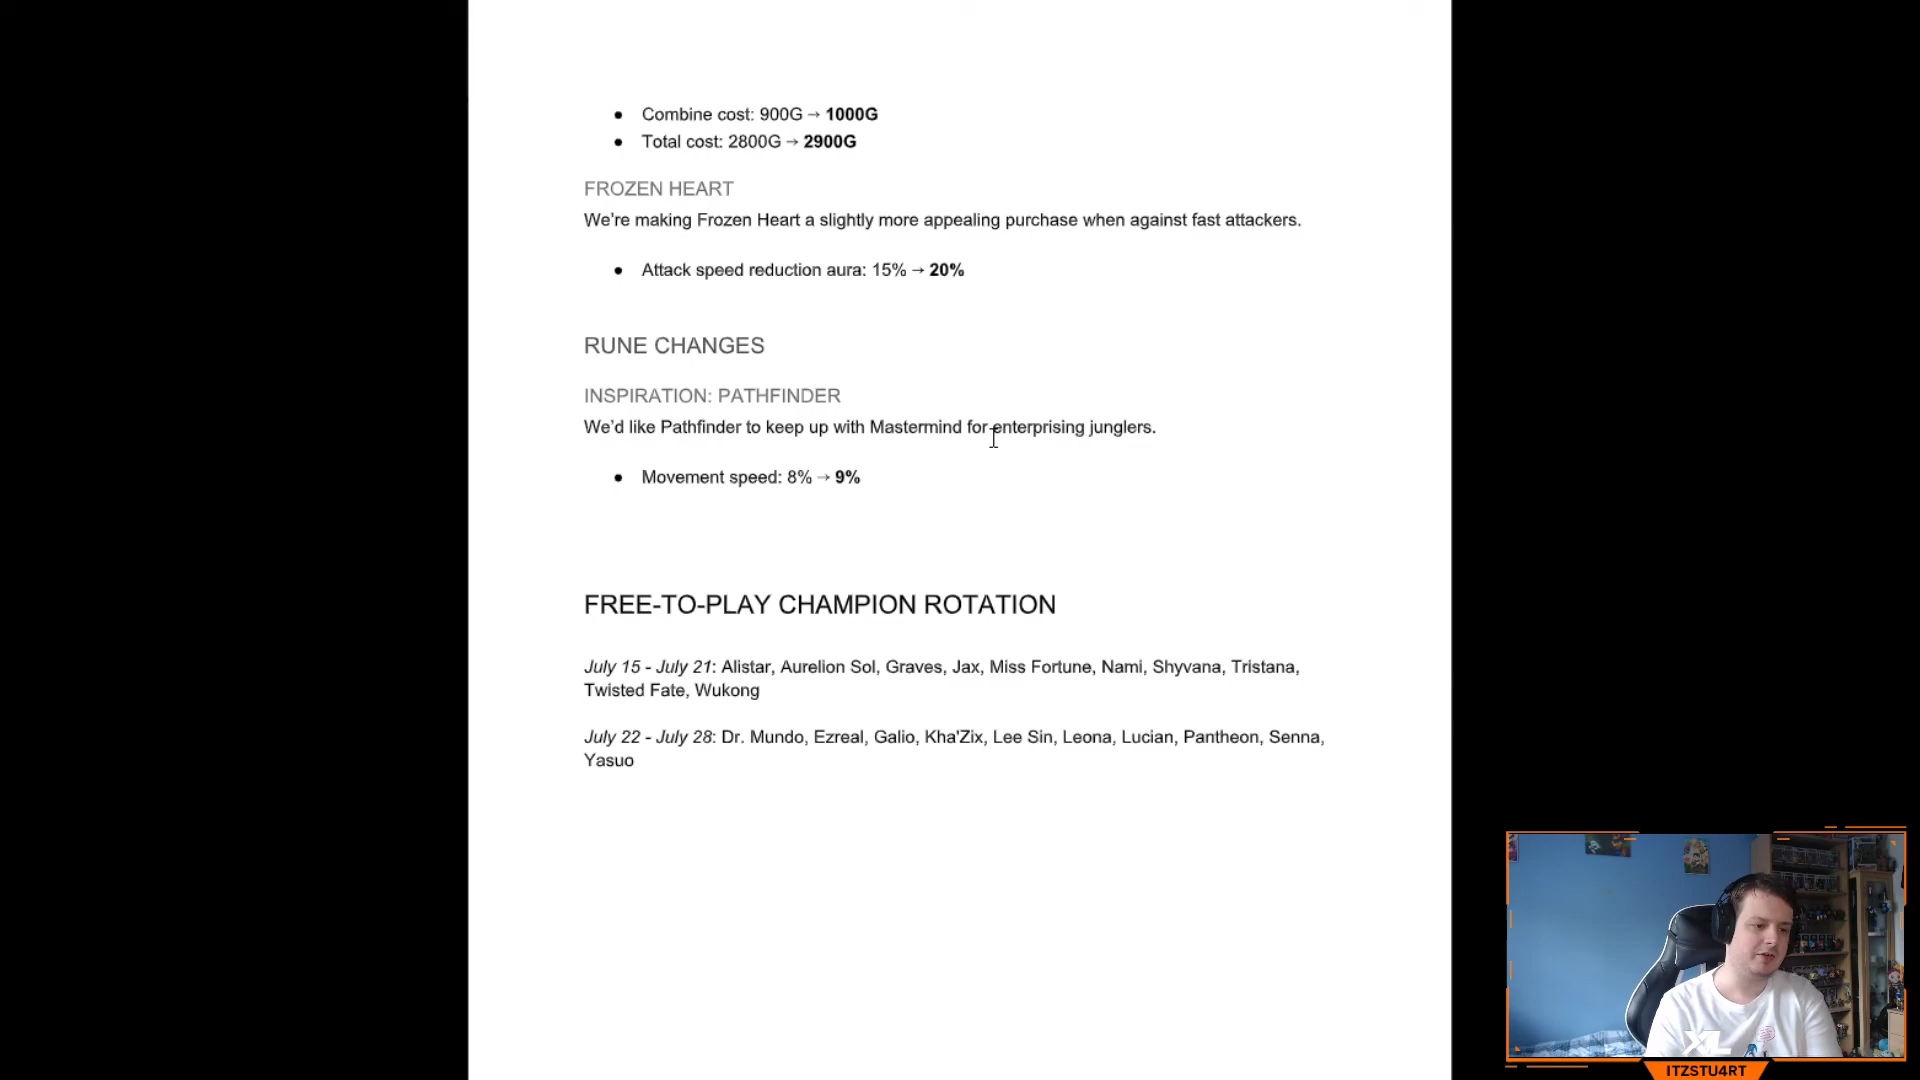 Combine cost: 900G → 1000G
Total cost: 2800G → 2900G
FROZEN HEART
We're making Frozen Heart a slightly more appealing purchase when against fast attackers.
Attack speed reduction aura: 15% → 20%
RUNE CHANGES
INSPIRATION: PATHFINDER
We'd like Pathfinder to keep up with Mastermind for enterprising junglers.
Movement speed: 8% → 9%
FREE-TO-PLAY CHAMPION ROTATION
July 15 - July 21: Alistar, Aurelion Sol, Graves, Jax, Miss Fortune, Nami, Shyvana, Tristana,
Twisted Fate, Wukong
July 22 - July 28: Dr. Mundo, Ezreal, Galio, Kha'Zix, Lee Sin, Leona, Lucian, Pantheon, Senna,
Yasuo
ITZSTU4RT